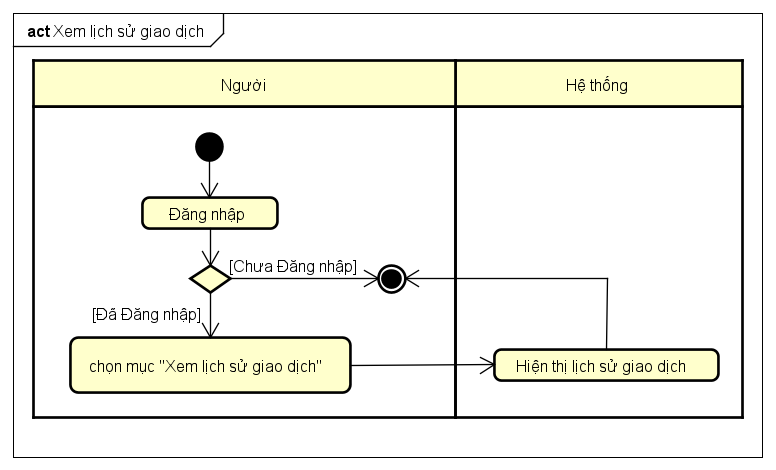 act Xem lịch sử giao dịch
Người
Hệ thống
Đăng nhập
[Chưa Đăng nhập]
[Đã Đăng nhập]
chọn mục "Xem lịch sử giao dịch"
Hiện thị lịch sử giao dịch